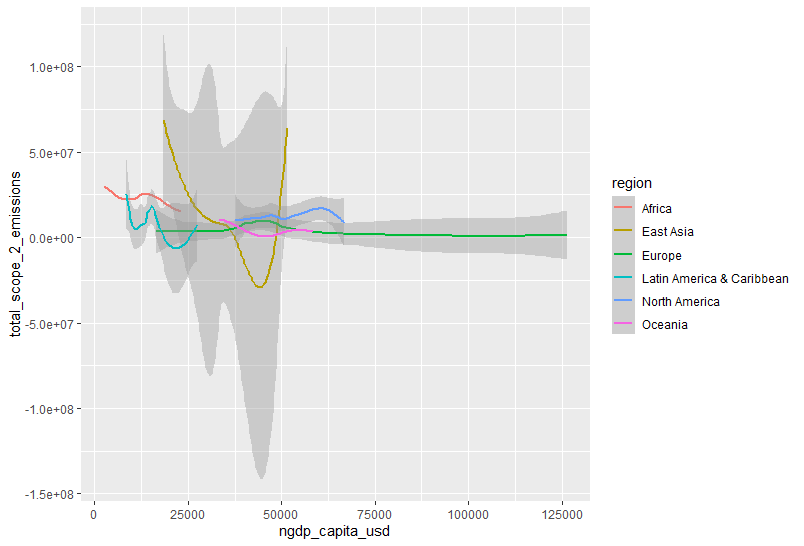 total_scope_2_emissions
1.0e+08
5.0e+07
0.0e+00
-5.0e+07
-1.0e+08
-1.5e+08
0
25000
50000
75000
100000
125000
ngdp_capita_usd
region
Africa
East Asia
Europe
Latin America & Caribbean
North America
Oceania